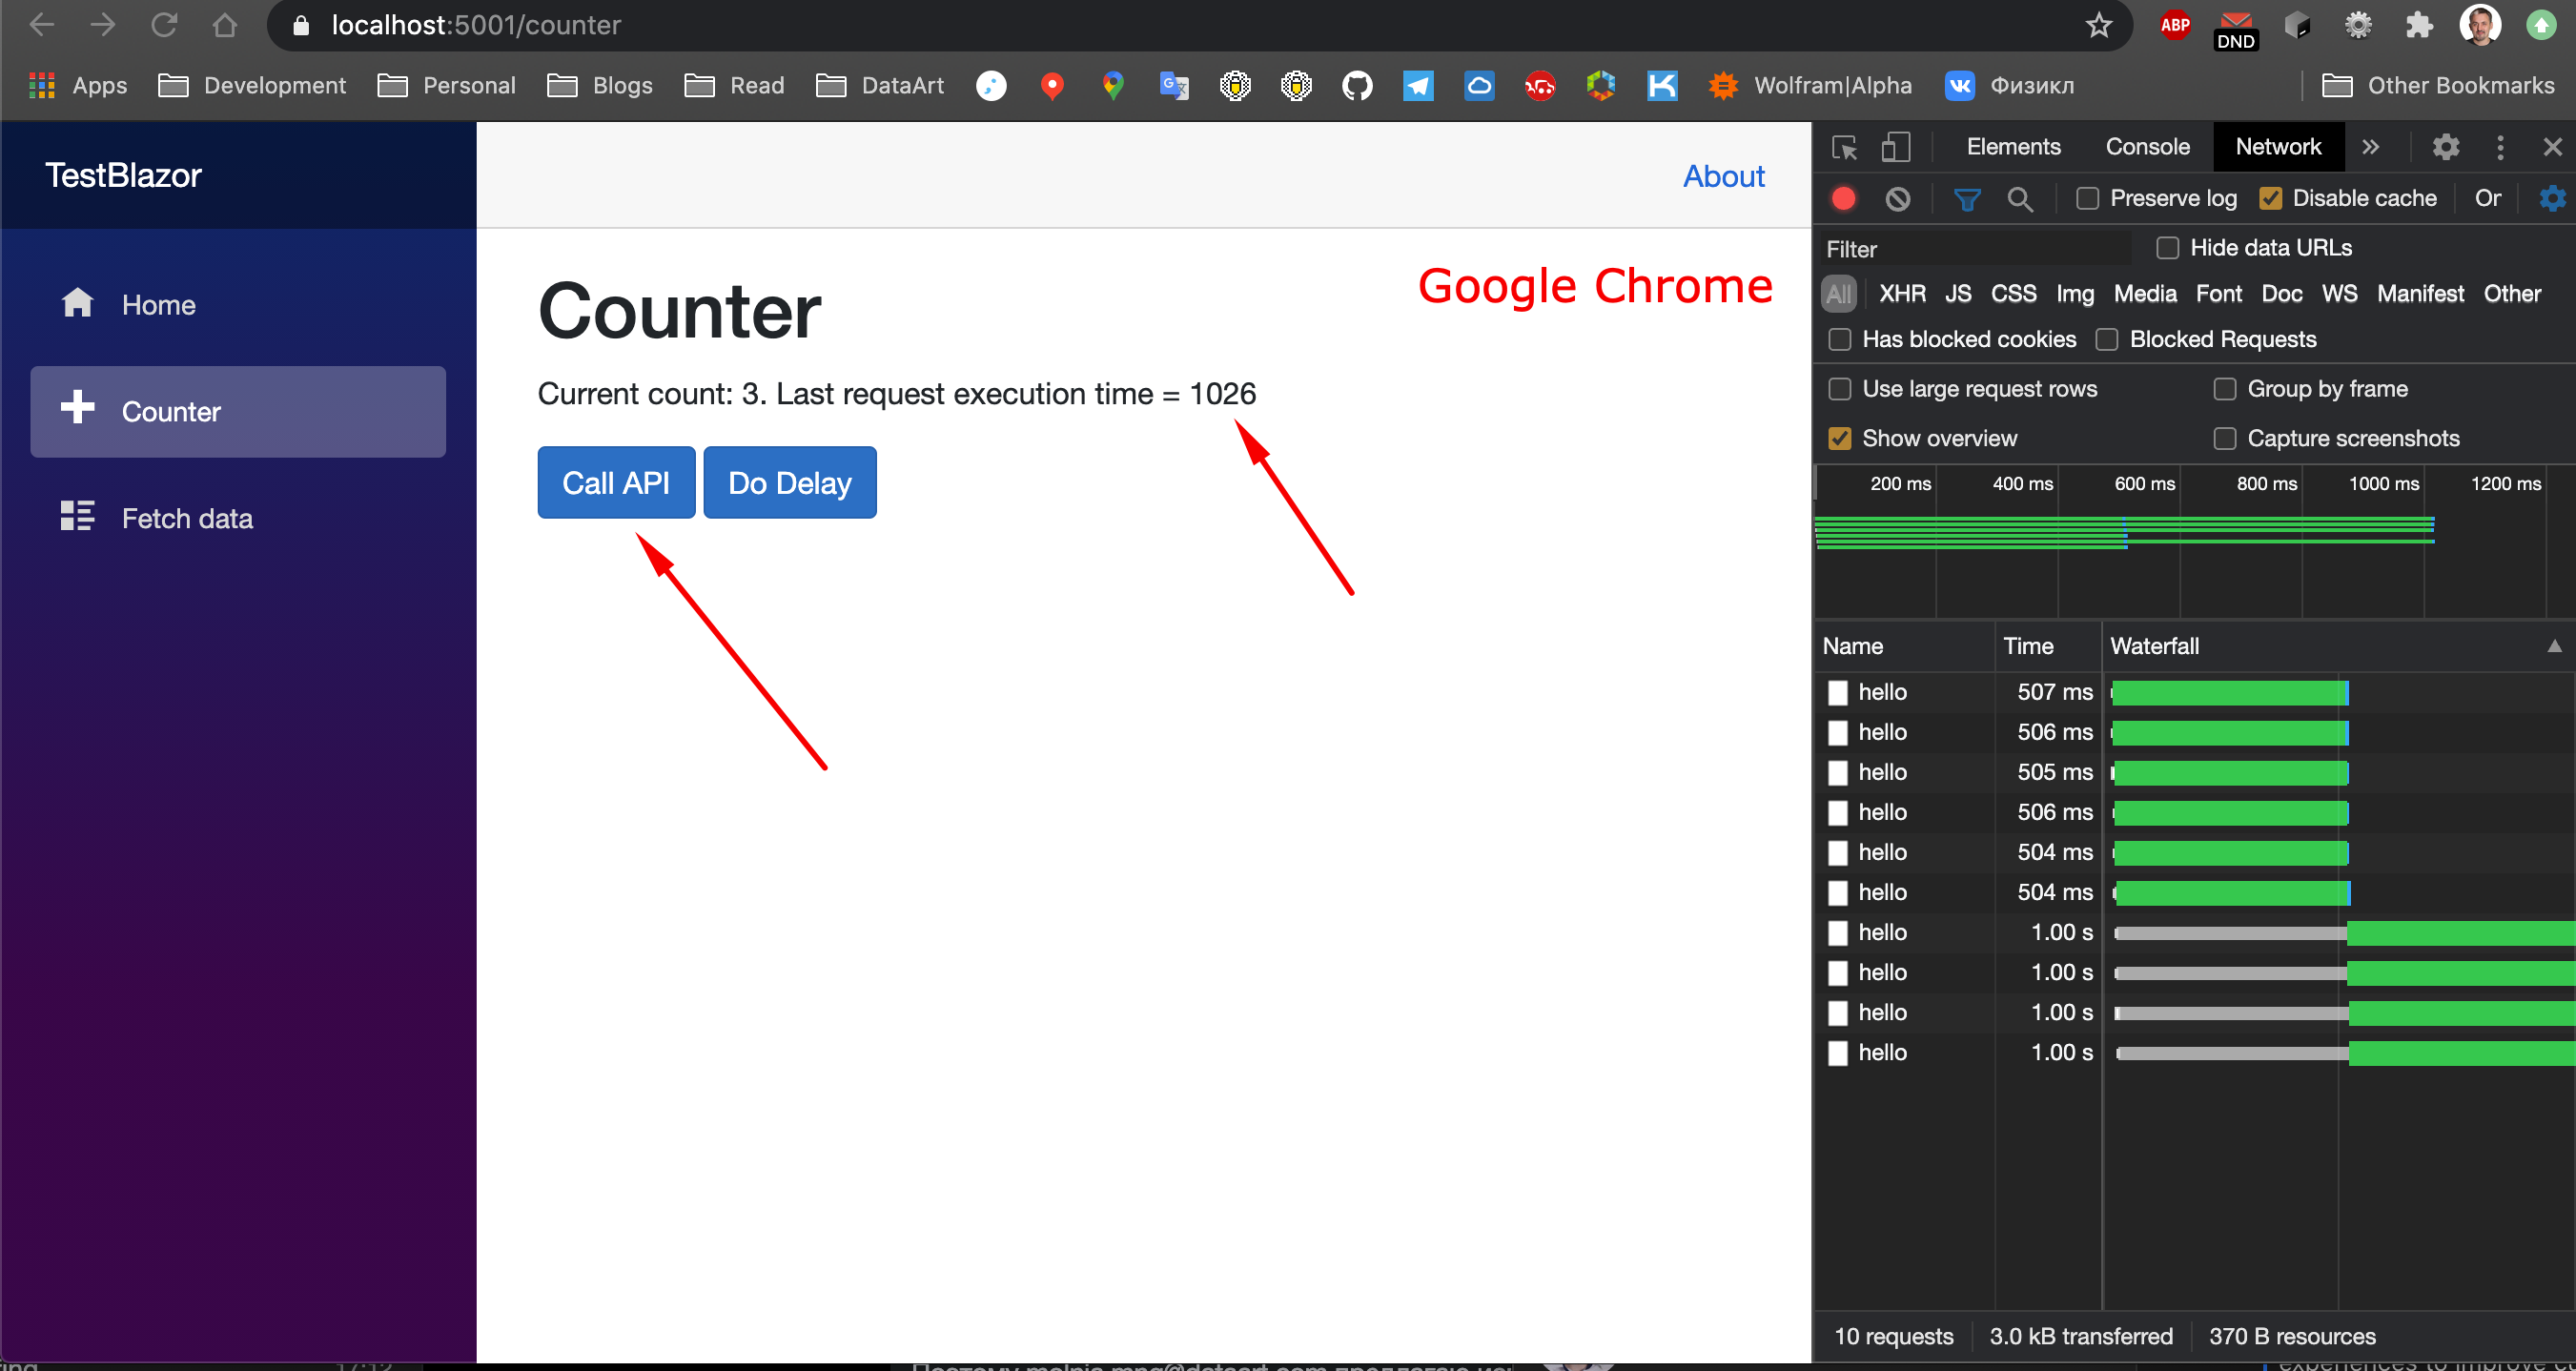 localhost:5001/counter
ABP
DND
Apps Development Personal Blogs Read DataArt Wolfram|Alpha Физикл Other Bookmarks
TestBlazor
About
Home
Counter
Fetch data
Counter
Google Chrome
Current count: 3. Last request execution time = 1026
Call API Do Delay
Elements Console Network
Preserve log Disable cache Or
Filter Hide data URLs
All XHR JS CSS Img Media Font Doc WS Manifest Other
Has blocked cookies Blocked Requests
Use large request rows Group by frame
Show overview Capture screenshots
200 ms 400 ms 600 ms 800 ms 1000 ms 1200 ms
Name Time Waterfall
hello 507 ms
hello 506 ms
hello 505 ms
hello 506 ms
hello 504 ms
hello 504 ms
hello 1.00 s
hello 1.00 s
hello 1.00 s
hello 1.00 s
10 requests 3.0 kB transferred 370 B resources